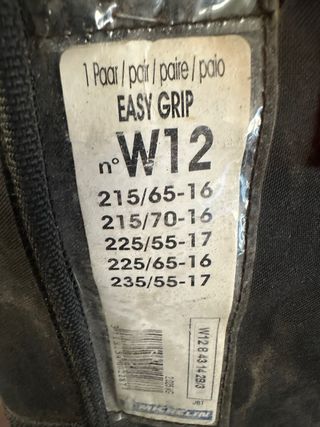 1 Paar / pair / paire / paio
EASY GRIP
n° W12
215/65-16
215/70-16
225/55-17
225/65-16
235/55-17
MICHELIN